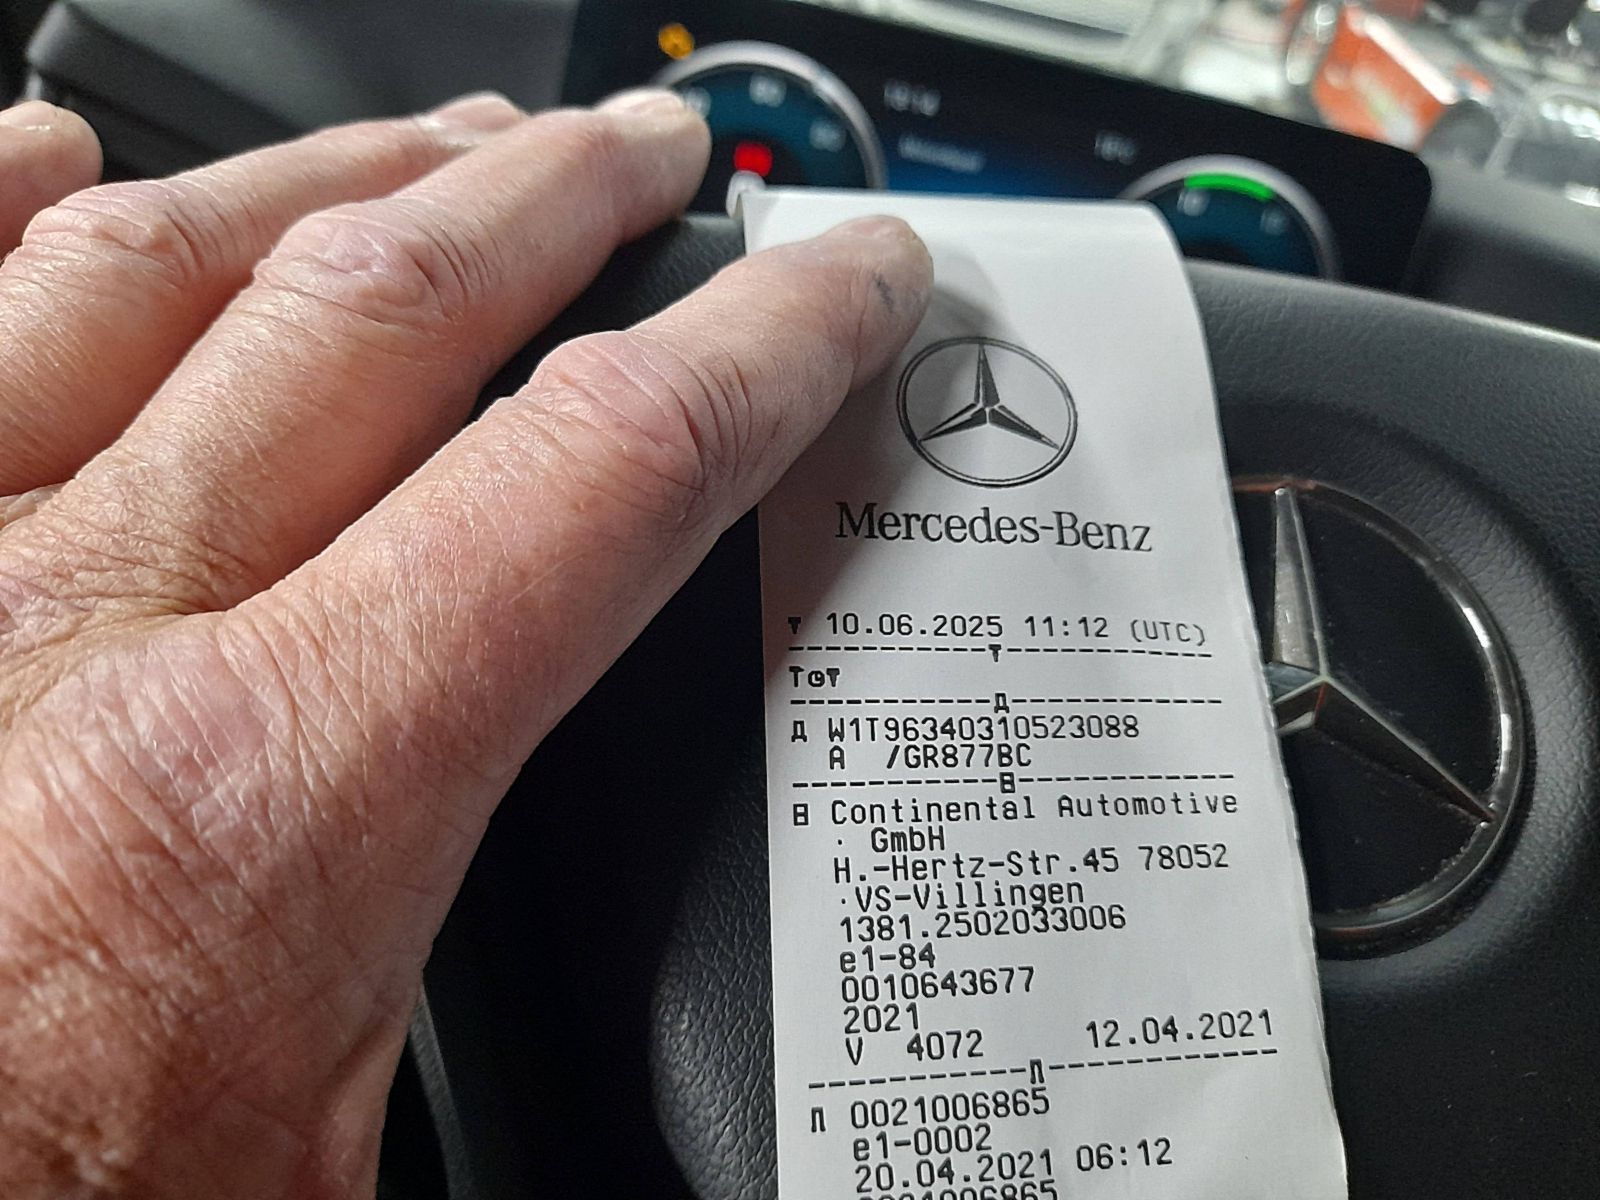 Mercedes-Benz
▼ 10.06.2025 11:12 (UTC)
-----------▼-----------
T⊙▼
-----------Д-----------
Д W1T96340310523088
A /GR877BC
-----------B-----------
B Continental Automotive
GmbH
H.-Hertz-Str.45 78052
VS-Villingen
1381.2502033006
e1-84
0010643677
2021
V 4072 12.04.2021
-----------Л-----------
Л 0021006865
e1-0002
20.04.2021 06:12
0021006865